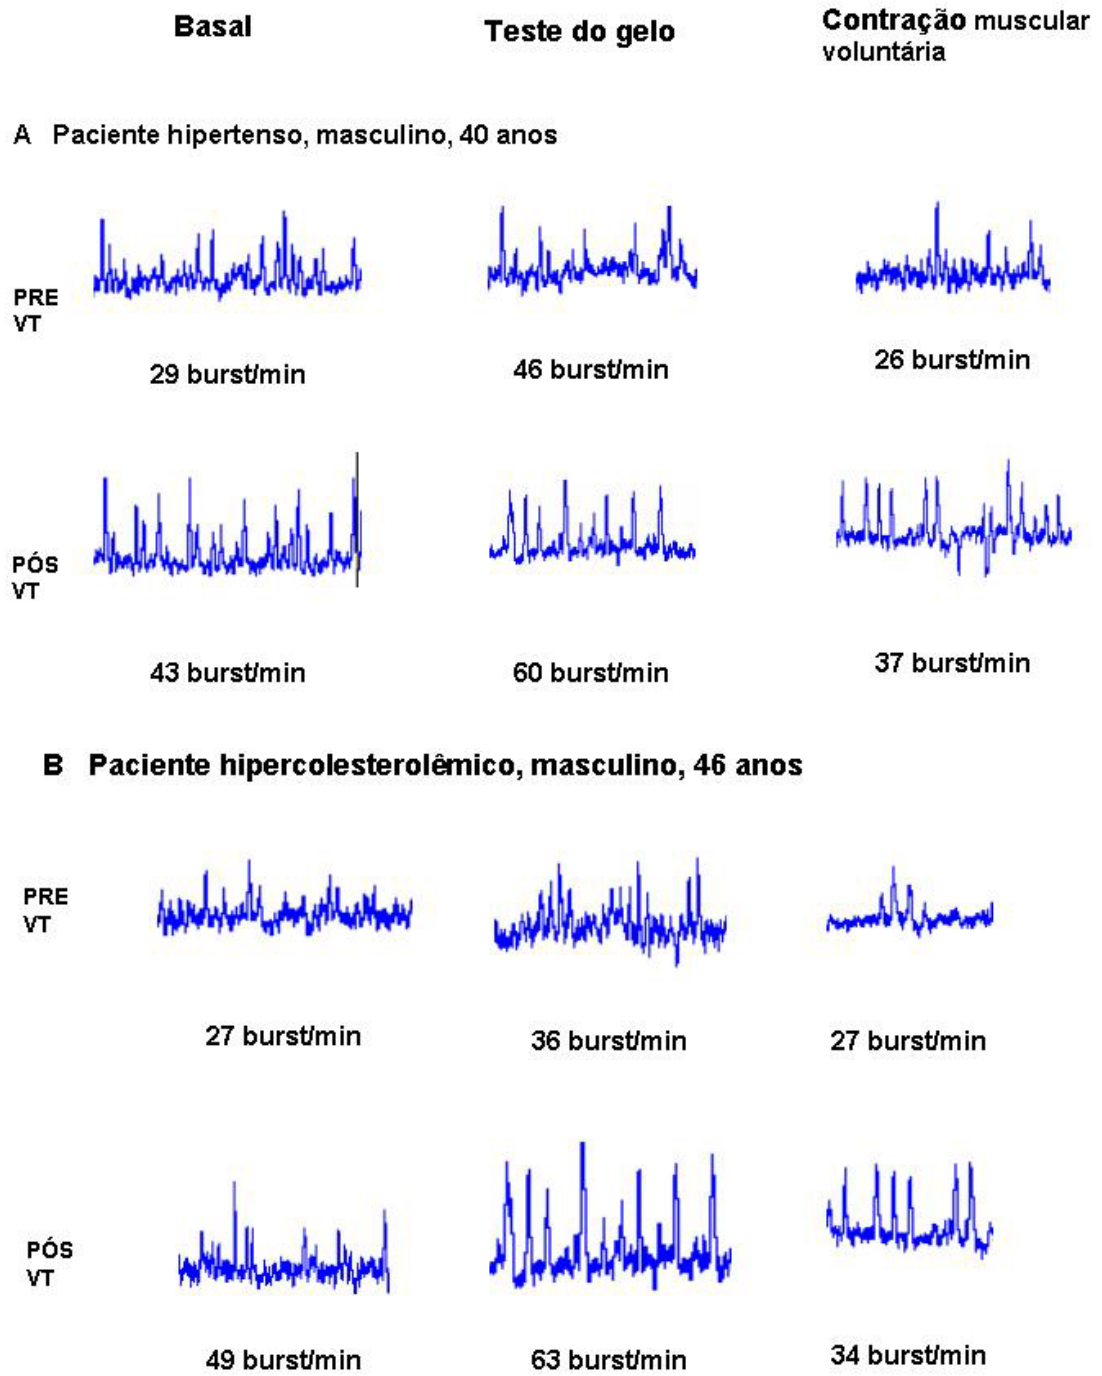 Basal
Teste do gelo
Contração muscular
voluntária
A Paciente hipertenso, masculino, 40 anos
PRE
VT
29 burst/min
46 burst/min
26 burst/min
PÓS
VT
43 burst/min
60 burst/min
37 burst/min
B Paciente hipercolesterolêmico, masculino, 46 anos
PRE
VT
27 burst/min
36 burst/min
27 burst/min
PÓS
VT
49 burst/min
63 burst/min
34 burst/min